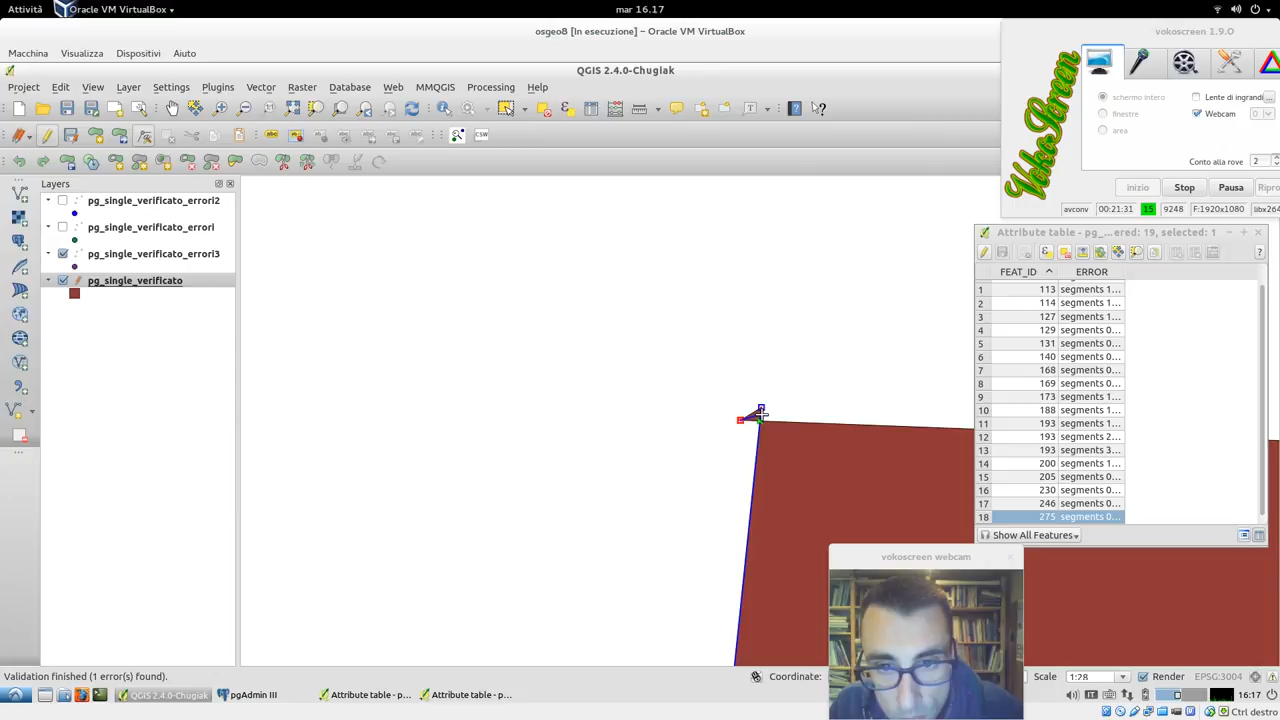 Attività Oracle VM VirtualBox mar 16.17
osgeo8 [In esecuzione] – Oracle VM VirtualBox
Macchina Visualizza Dispositivi Aiuto
QGIS 2.4.0-Chugiak
Project Edit View Layer Settings Plugins Vector Raster Database Web MMQGIS Processing Help
vokoscreen 1.9.0
VokoScreen
schermo intero
finestre
area
Lente di ingrandi...
Webcam 0
Conto alla rove 2
inizio Stop Pausa Ripro
avconv 00:21:31 15 9248 F:1920x1080 libx264
Layers
pg_single_verificato_errori2
pg_single_verificato_errori
pg_single_verificato_errori3
pg_single_verificato
Attribute table - pg_...ered: 19, selected: 1
FEAT_ID ERROR
1 113 segments 1...
2 114 segments 1...
3 127 segments 1...
4 129 segments 0...
5 131 segments 0...
6 140 segments 0...
7 168 segments 0...
8 169 segments 0...
9 173 segments 1...
10 188 segments 1...
11 193 segments 1...
12 193 segments 2...
13 193 segments 3...
14 200 segments 1...
15 205 segments 0...
16 230 segments 0...
17 246 segments 0...
18 275 segments 0...
Show All Features
vokoscreen webcam
Validation finished (1 error(s) found).
Coordinate:
Scale 1:28
Render
EPSG:3004
QGIS 2.4.0-Chugiak
pgAdmin III
Attribute table - p...
Attribute table - p...
IT
16:17
Ctrl destro
CSW